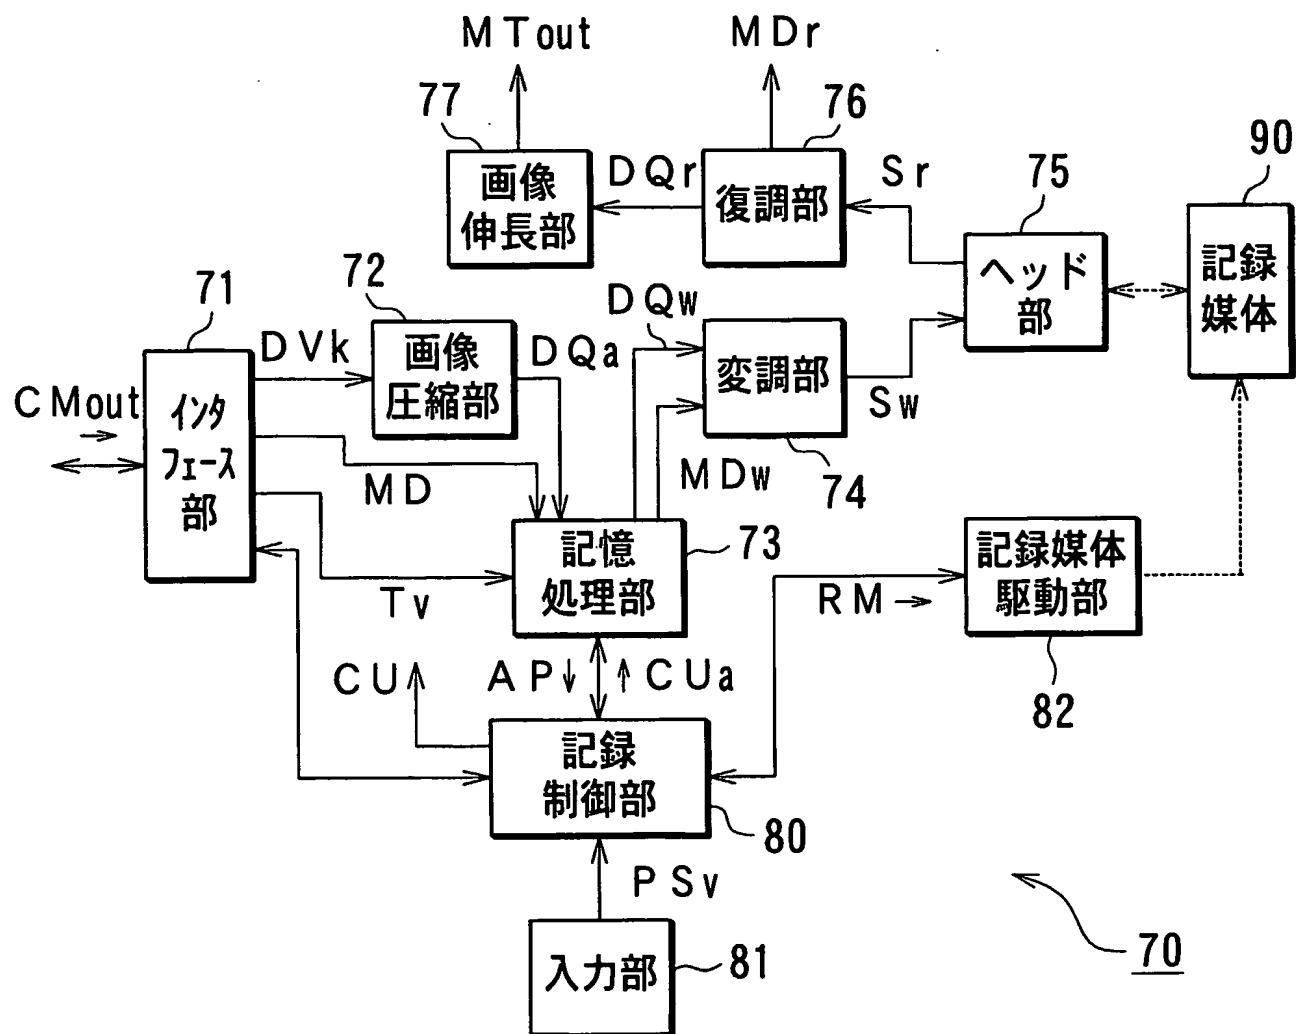 MTout
MDr
77
76
90
画像
伸長部
DQr
復調部
Sr
75
ヘッド
部
記録
媒体
71
72
DQw
DVk
画像
圧縮部
DQa
変調部
Sw
CMout
→
インタ
フェース
部
MD
MDw
74
記憶
処理部
73
Tv
RM→
記録媒体
駆動部
82
CU
AP↓
↑CUa
記録
制御部
80
PSv
入力部
81
70